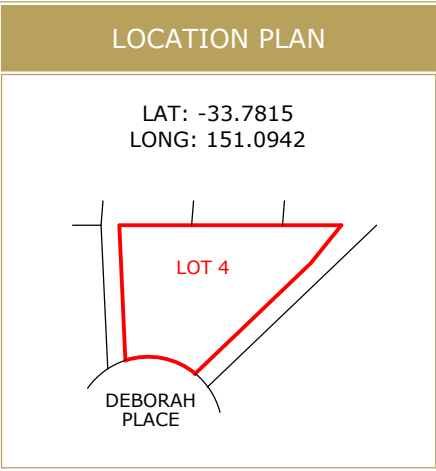 LOCATION PLAN
LAT: -33.7815
LONG: 151.0942
LOT 4
DEBORAH
PLACE